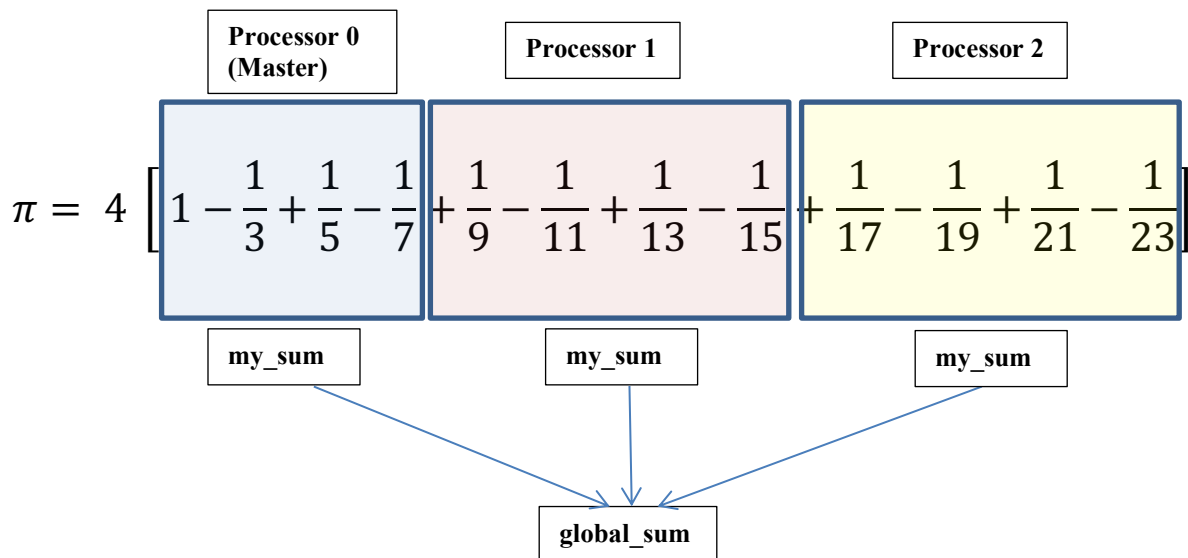 Processor 0
(Master)
Processor 1
Processor 2
π = 4 [1 − 1/3 + 1/5 − 1/7 + 1/9 − 1/11 + 1/13 − 1/15 + 1/17 − 1/19 + 1/21 − 1/23]
my_sum
my_sum
my_sum
global_sum